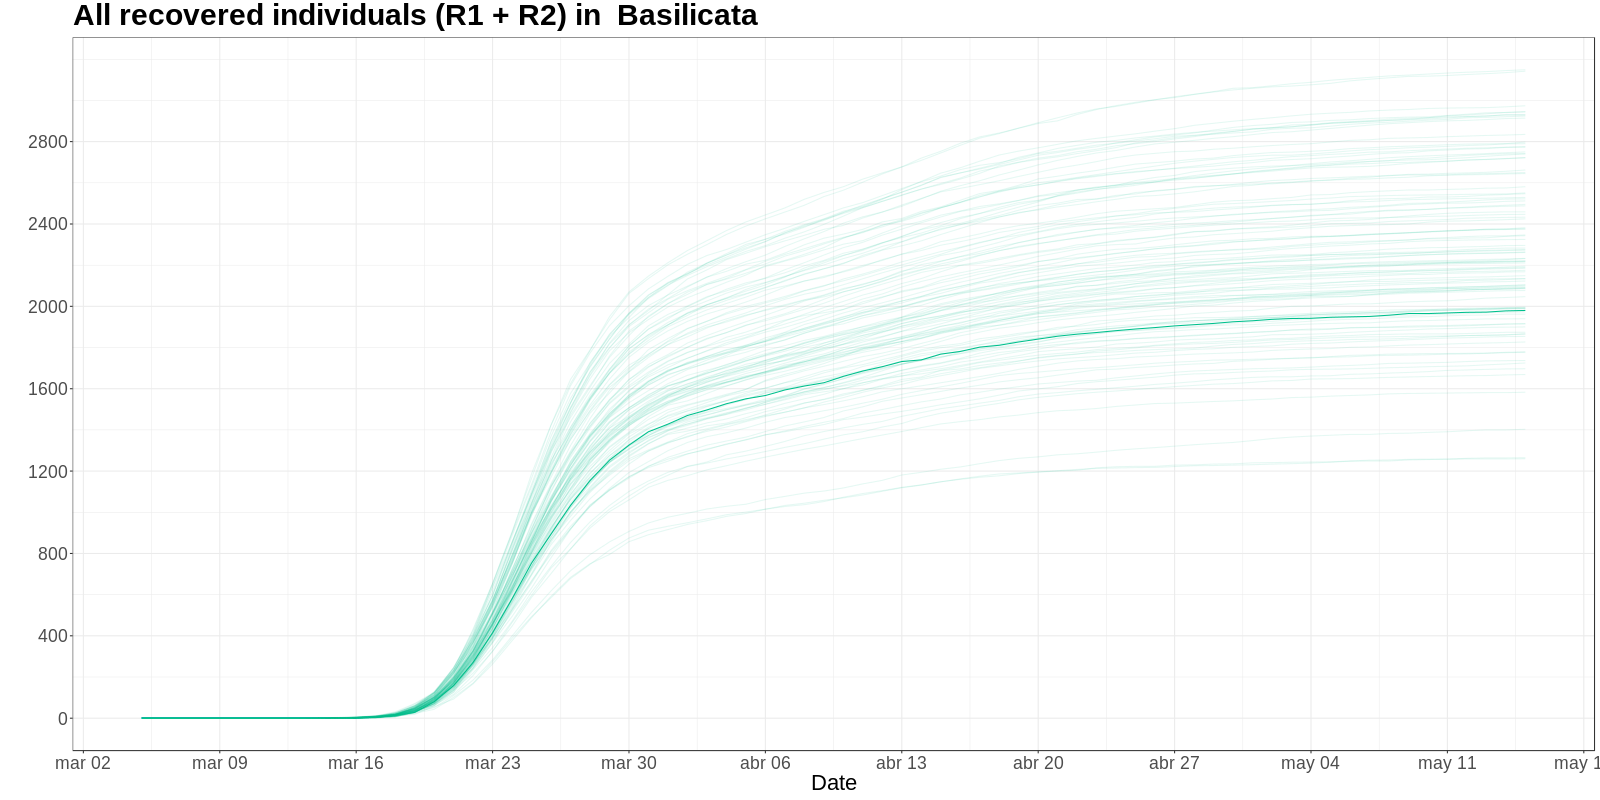 All recovered individuals (R1 + R2) in  Basilicata
2800
2400
2000
1600
1200
800
400
0
mar 02 mar 09 mar 16 mar 23 mar 30 abr 06 abr 13 abr 20 abr 27 may 04 may 11 may 1
Date